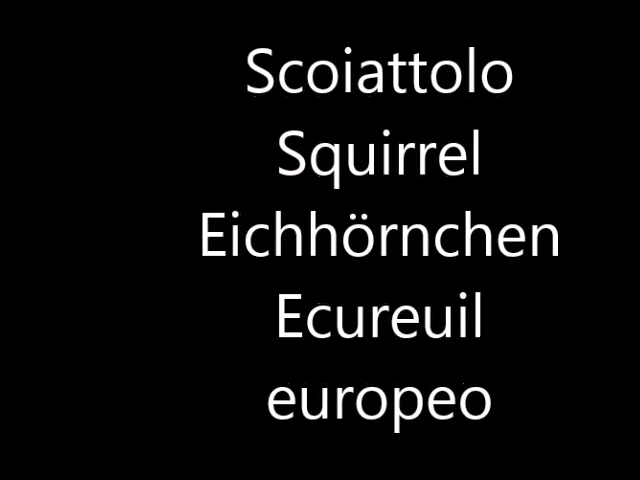 Scoiattolo
Squirrel
Eichhörnchen
Ecureuil
europeo